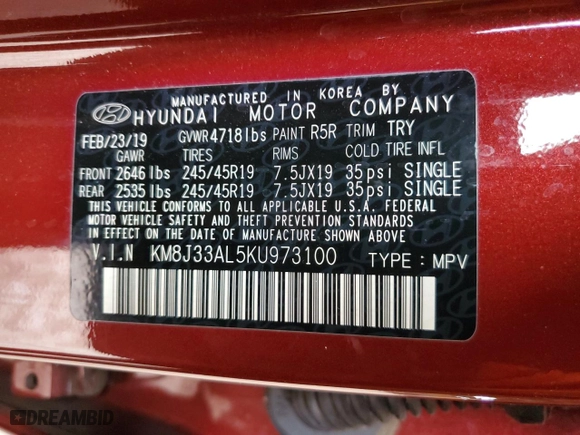 MANUFACTURED IN KOREA BY
HYUNDAI MOTOR COMPANY
FEB/23/19 GVWR 4718lbs PAINT R5R TRIM TRY
GAWR TIRES RIMS COLD TIRE INFL
FRONT 2646 lbs 245/45R19 7.5JX19 35psi SINGLE
REAR 2535 lbs 245/45R19 7.5JX19 35psi SINGLE
THIS VEHICLE CONFORMS TO ALL APPLICABLE U.S.A. FEDERAL
MOTOR VEHICLE SAFETY AND THEFT PREVENTION STANDARDS
IN EFFECT ON THE DATE OF MANUFACTURE SHOWN ABOVE.
V.I.N KM8J33AL5KU973100 TYPE : MPV
DREAMBID